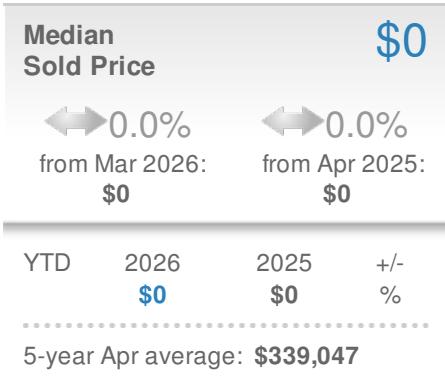 Median $0
Sold Price
0.0% 0.0%
from Mar 2026: from Apr 2025:
$0 $0
YTD 2026 2025 +/-
$0 $0 %
5-year Apr average: $339,047